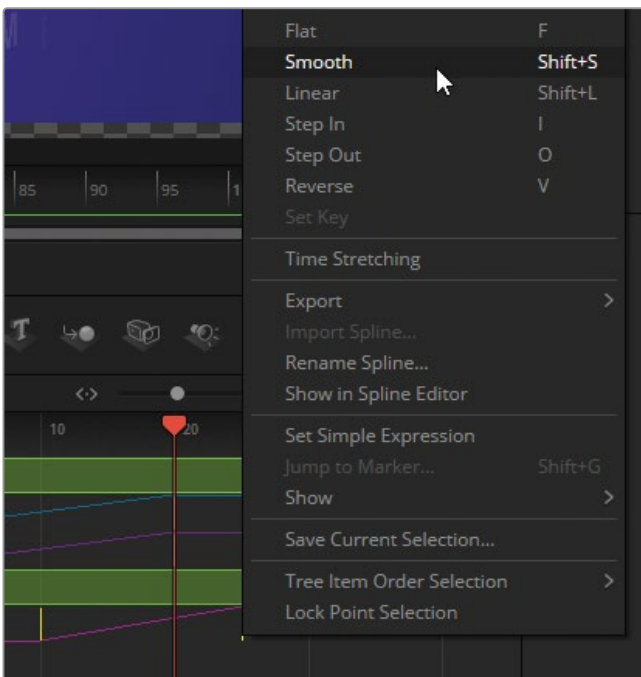 M
Flat F
Smooth Shift+S
Linear Shift+L
Step In I
Step Out O
Reverse V
Set Key
Time Stretching
Export
Import Spline...
Rename Spline...
Show in Spline Editor
Set Simple Expression
Jump to Marker... Shift+G
Show
Save Current Selection...
Tree Item Order Selection
Lock Point Selection
85 90 95 1
T
10 20